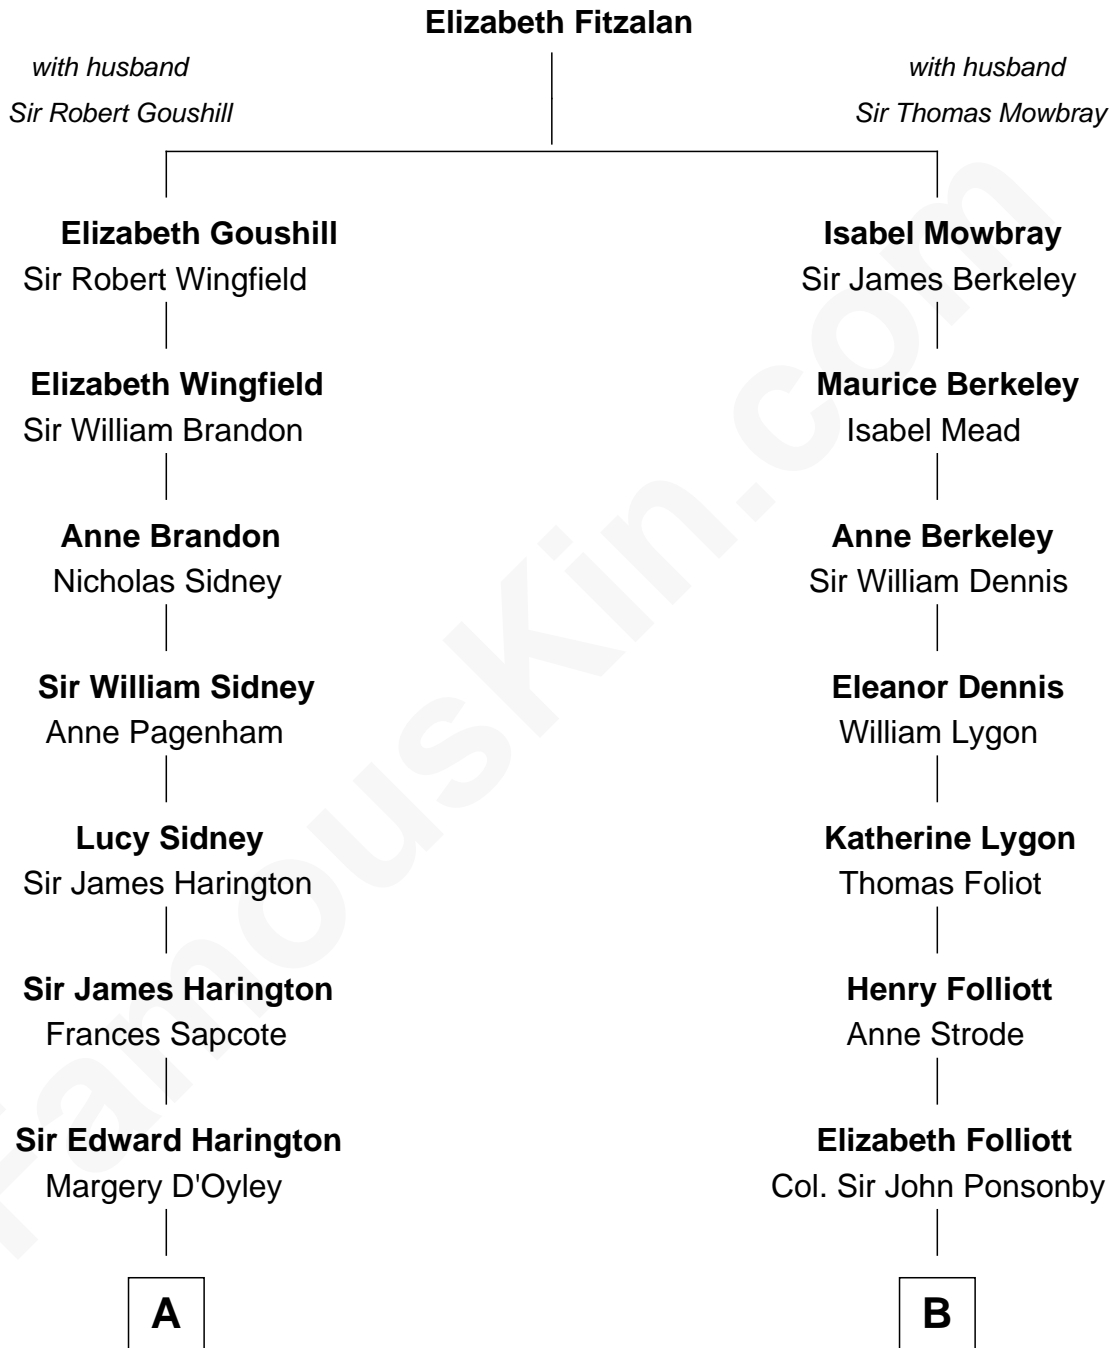 Elizabeth Fitzalan
with husband
Sir Robert Goushill
with husband
Sir Thomas Mowbray
Elizabeth Goushill
Sir Robert Wingfield
Isabel Mowbray
Sir James Berkeley
Elizabeth Wingfield
Sir William Brandon
Maurice Berkeley
Isabel Mead
Anne Brandon
Nicholas Sidney
Anne Berkeley
Sir William Dennis
Sir William Sidney
Anne Pagenham
Eleanor Dennis
William Lygon
Lucy Sidney
Sir James Harington
Katherine Lygon
Thomas Foliot
Sir James Harington
Frances Sapcote
Henry Folliott
Anne Strode
Sir Edward Harington
Margery D'Oyley
Elizabeth Folliott
Col. Sir John Ponsonby
A
B
FamousKin.com